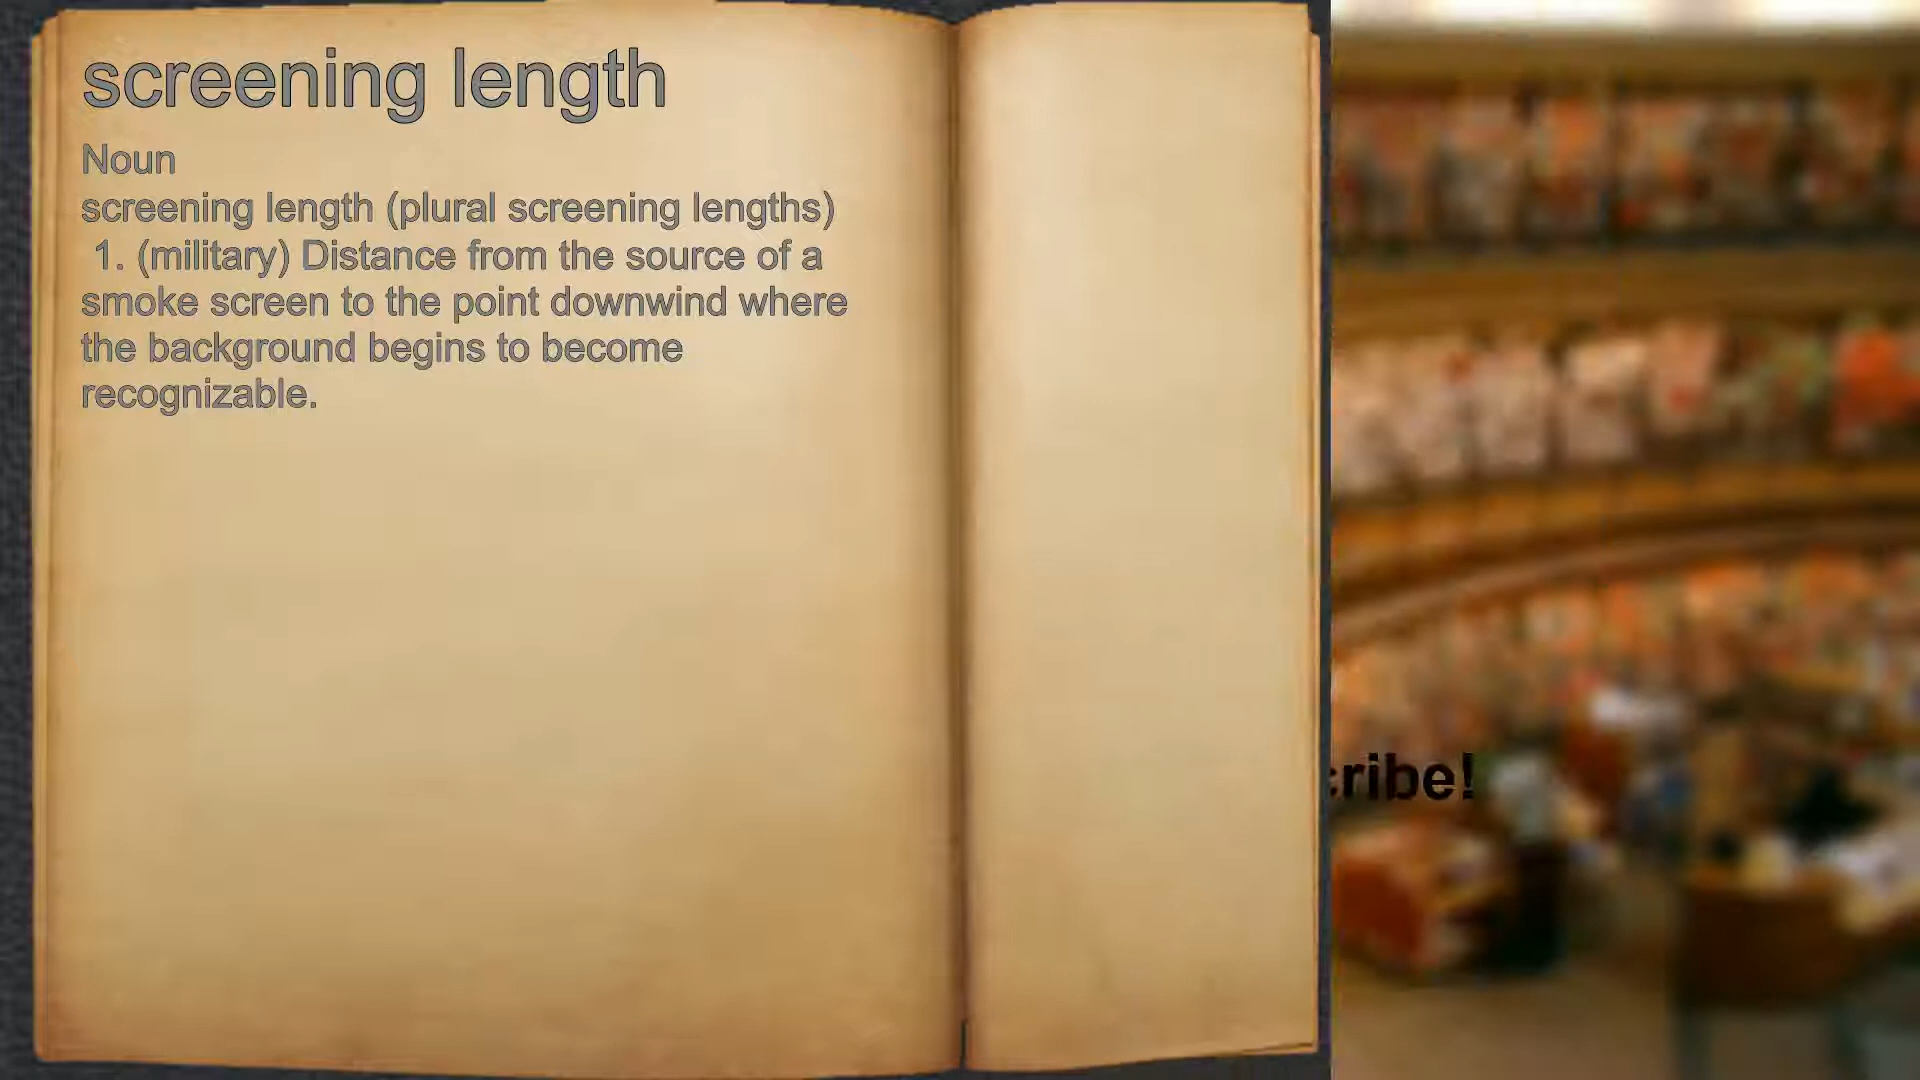 screening length
Noun
screening length (plural screening lengths)
1. (military) Distance from the source of a
smoke screen to the point downwind where
the background begins to become
recognizable.
cribe!